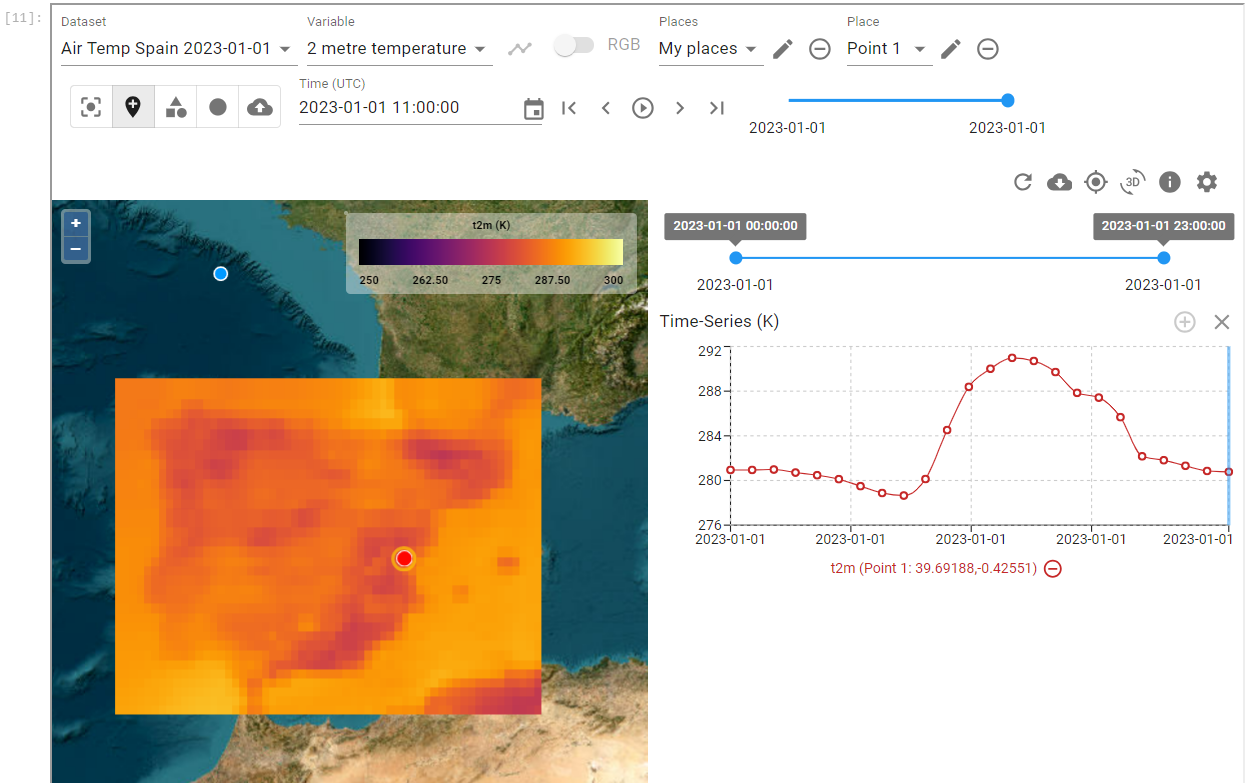 [11]:
Dataset Variable Places Place
Air Temp Spain 2023-01-01 2 metre temperature RGB My places Point 1
Time (UTC)
2023-01-01 11:00:00
2023-01-01 2023-01-01
3D
+
−
t2m (K)
250 262.50 275 287.50 300
2023-01-01 00:00:00 2023-01-01 23:00:00
2023-01-01 2023-01-01
Time-Series (K)
292
288
284
280
276
2023-01-01 2023-01-01 2023-01-01 2023-01-01 2023-01-01
t2m (Point 1: 39.69188,-0.42551)